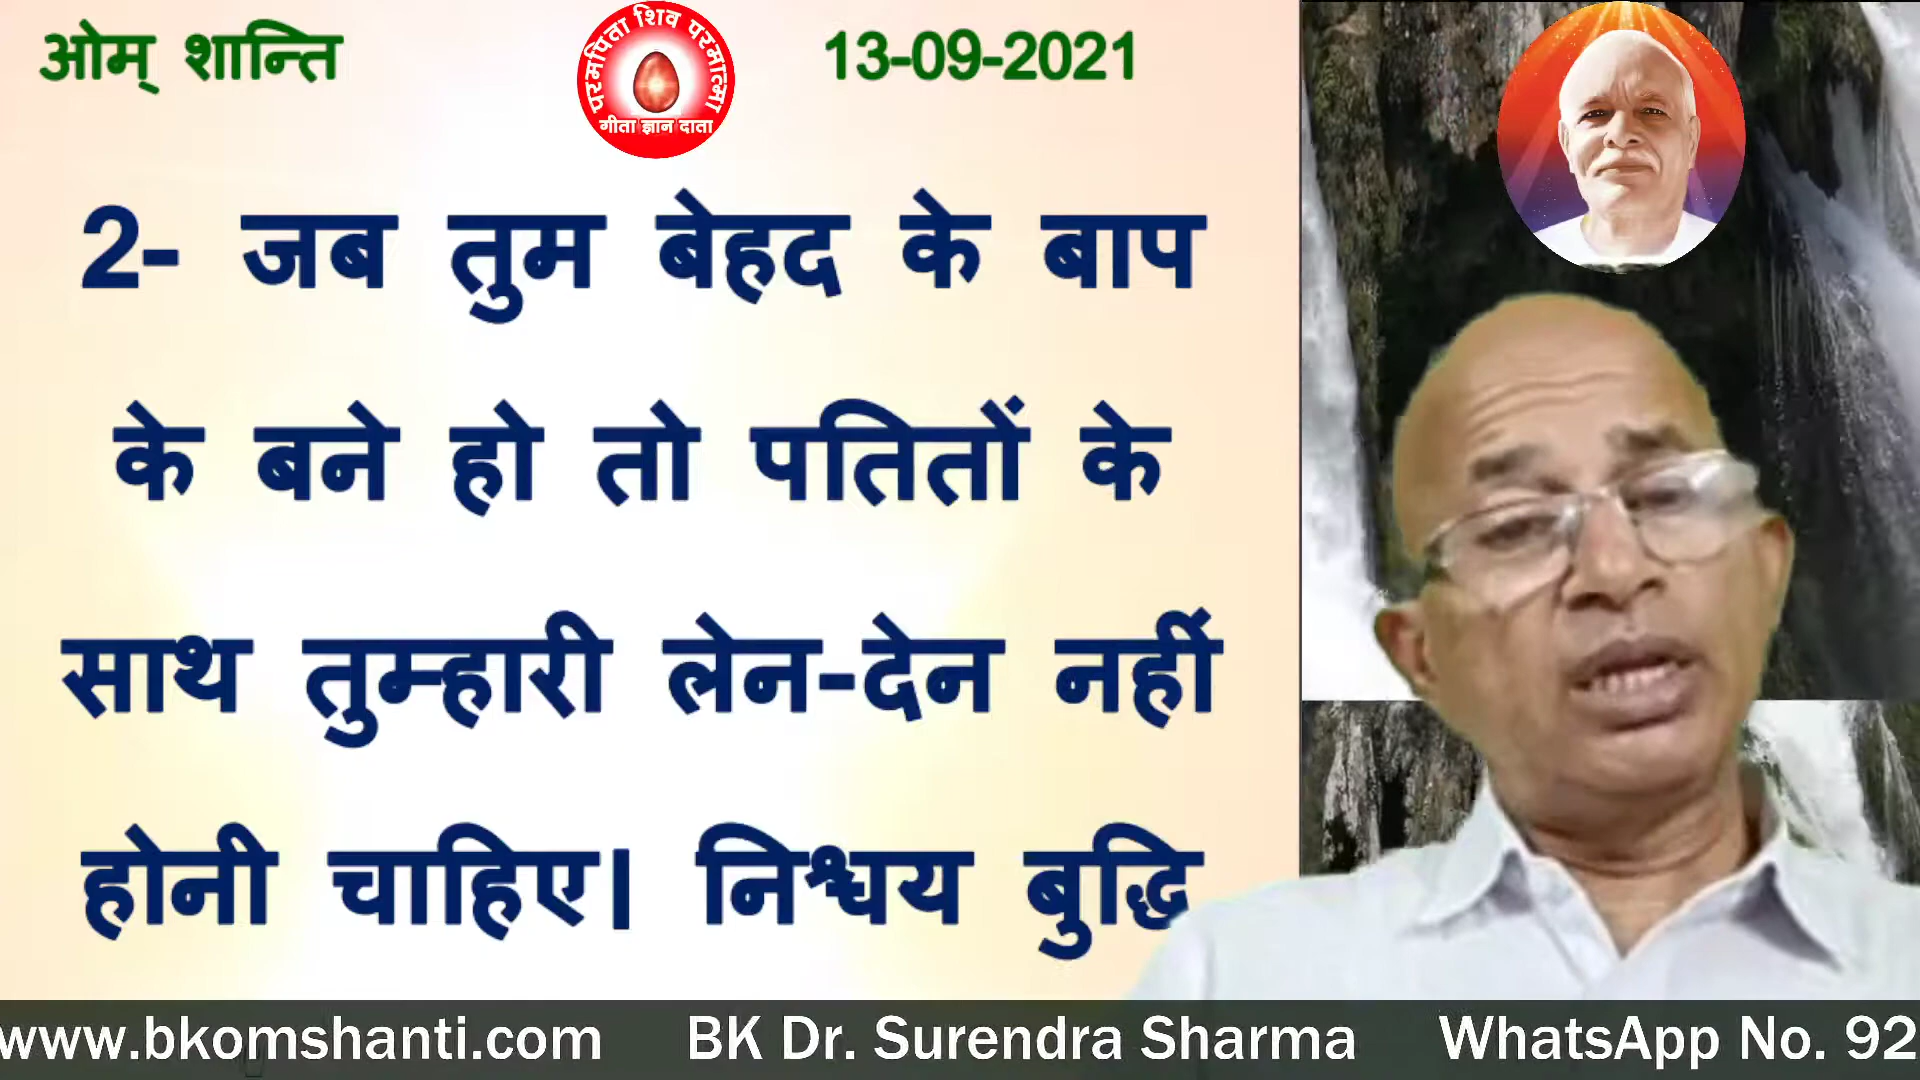 ओम् शान्ति
परमपिता शिव परमात्मा
गीता ज्ञान दाता
13-09-2021
2- जब तुम बेहद के बाप
के बने हो तो पतितों के
साथ तुम्हारी लेन-देन नहीं
होनी चाहिए। निश्चय बुद्धि
www.bkomshanti.com BK Dr. Surendra Sharma WhatsApp No. 92